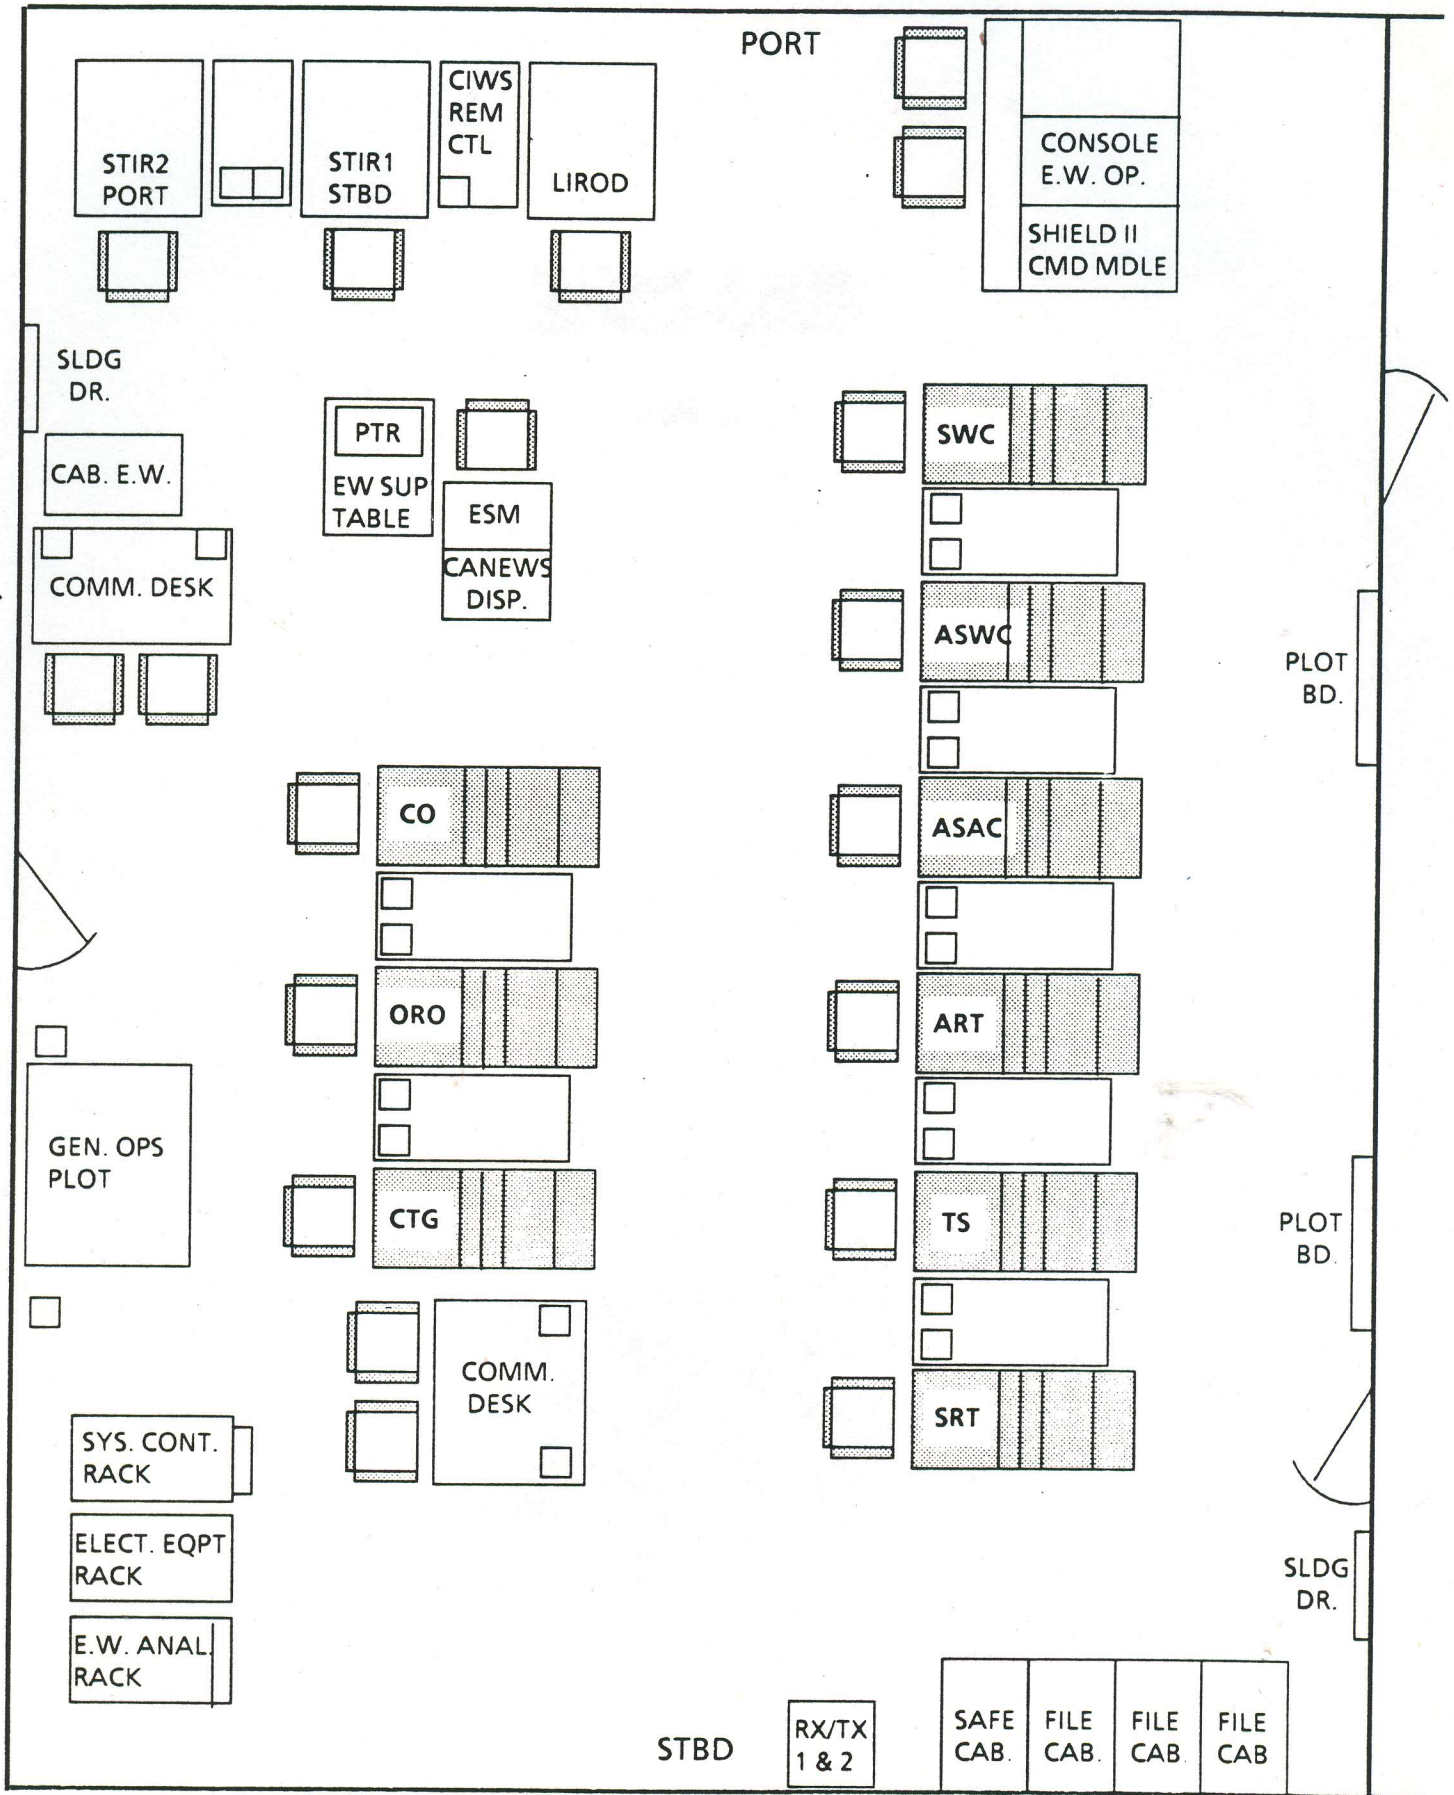 PORT
STIR2
PORT
STIR1
STBD
CIWS
REM
CTL
LIROD
CONSOLE
E.W. OP.
SHIELD II
CMD MDLE
SLDG
DR.
CAB. E.W.
COMM. DESK
PTR
EW SUP
TABLE
ESM
CANEWS
DISP.
SWC
ASWC
ASAC
ART
TS
SRT
PLOT
BD.
PLOT
BD.
CO
ORO
CTG
GEN. OPS
PLOT
COMM.
DESK
SYS. CONT.
RACK
ELECT. EQPT
RACK
E.W. ANAL.
RACK
SLDG
DR.
STBD
RX/TX
1 & 2
SAFE
CAB.
FILE
CAB.
FILE
CAB.
FILE
CAB